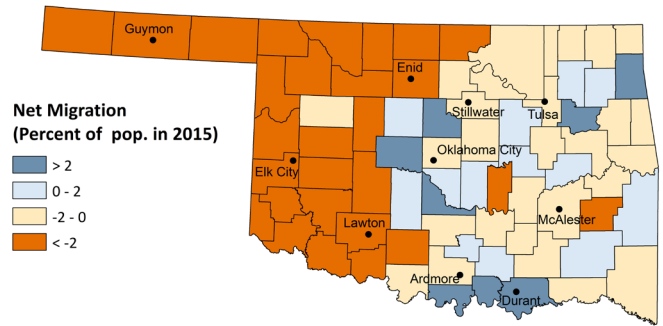 Guymon
Enid
Net Migration
(Percent of pop. in 2015)
> 2
0 - 2
-2 - 0
< -2
Stillwater
Tulsa
Oklahoma City
Elk City
Lawton
McAlester
Ardmore
Durant